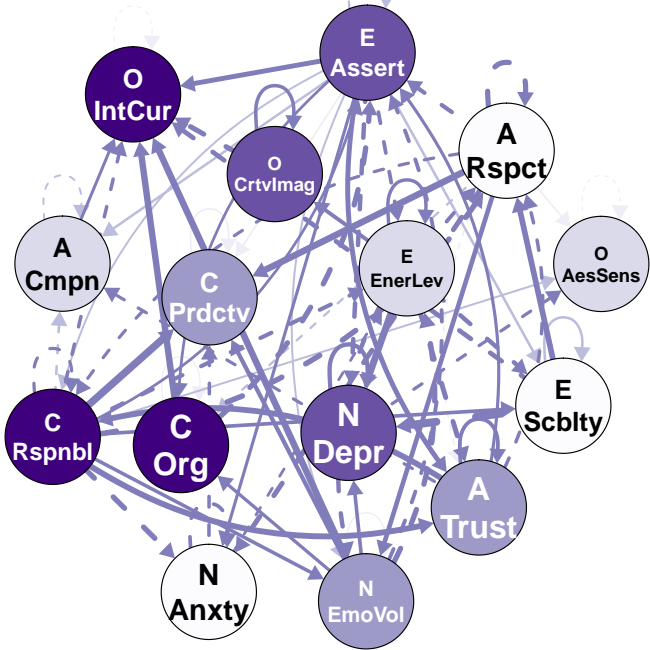 E
Assert
O
IntCur
O
CrtvImag
A
Rspct
A
Cmpn
C
Prdctv
E
EnerLev
O
AesSens
C
Rspnbl
C
Org
N
Depr
E
Scblty
A
Trust
N
Anxty
N
EmoVol